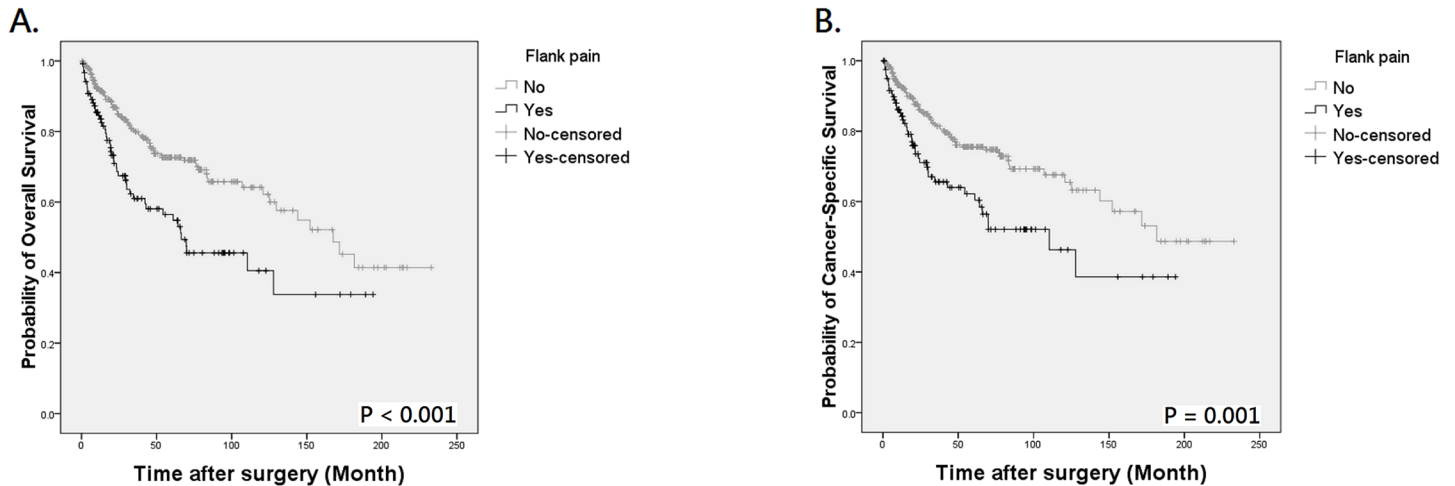 A.
Probability of Overall Survival
1.0
0.8
0.6
0.4
0.2
0.0
0 50 100 150 200 250
Time after surgery (Month)
P < 0.001
Flank pain
No
Yes
No-censored
Yes-censored
B.
Probability of Cancer-Specific Survival
1.0
0.8
0.6
0.4
0.2
0.0
0 50 100 150 200 250
Time after surgery (Month)
P = 0.001
Flank pain
No
Yes
No-censored
Yes-censored